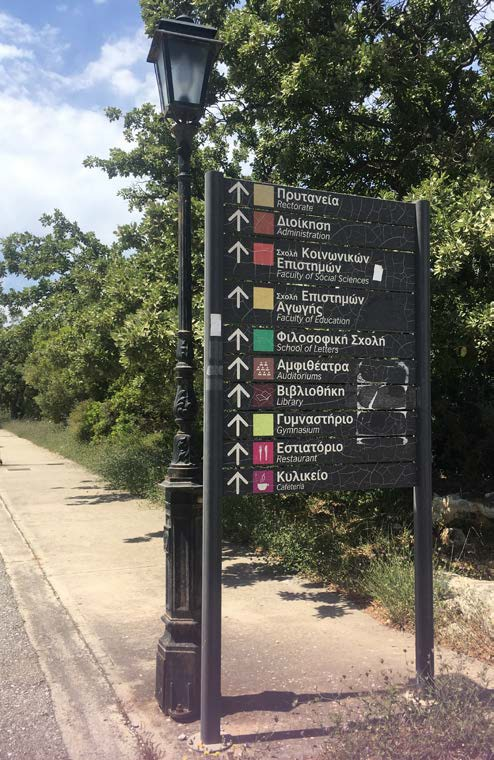 Πρυτανεία
Rectorate
Διοίκηση
Administration
Σχολή Κοινωνικών
Επιστημών
Faculty of Social Sciences
Σχολή Επιστημών
Αγωγής
Faculty of Education
Φιλοσοφική Σχολή
School of Letters
Αμφιθέατρα
Auditoriums
Βιβλιοθήκη
Library
Γυμναστήριο
Gymnasium
Εστιατόριο
Restaurant
Κυλικείο
Cafeteria